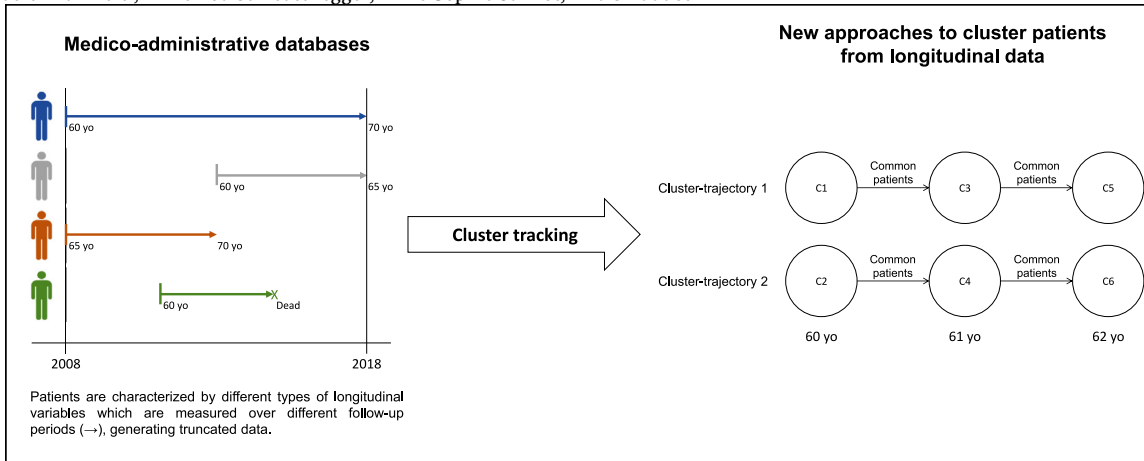 Medico-administrative databases
60 yo
70 yo
60 yo
65 yo
65 yo
70 yo
60 yo
X
Dead
2008
2018
Patients are characterized by different types of longitudinal
variables which are measured over different follow-up
periods (→), generating truncated data.
Cluster tracking
New approaches to cluster patients
from longitudinal data
Cluster-trajectory 1
C1
Common
patients
C3
Common
patients
C5
Cluster-trajectory 2
C2
Common
patients
C4
Common
patients
C6
60 yo
61 yo
62 yo